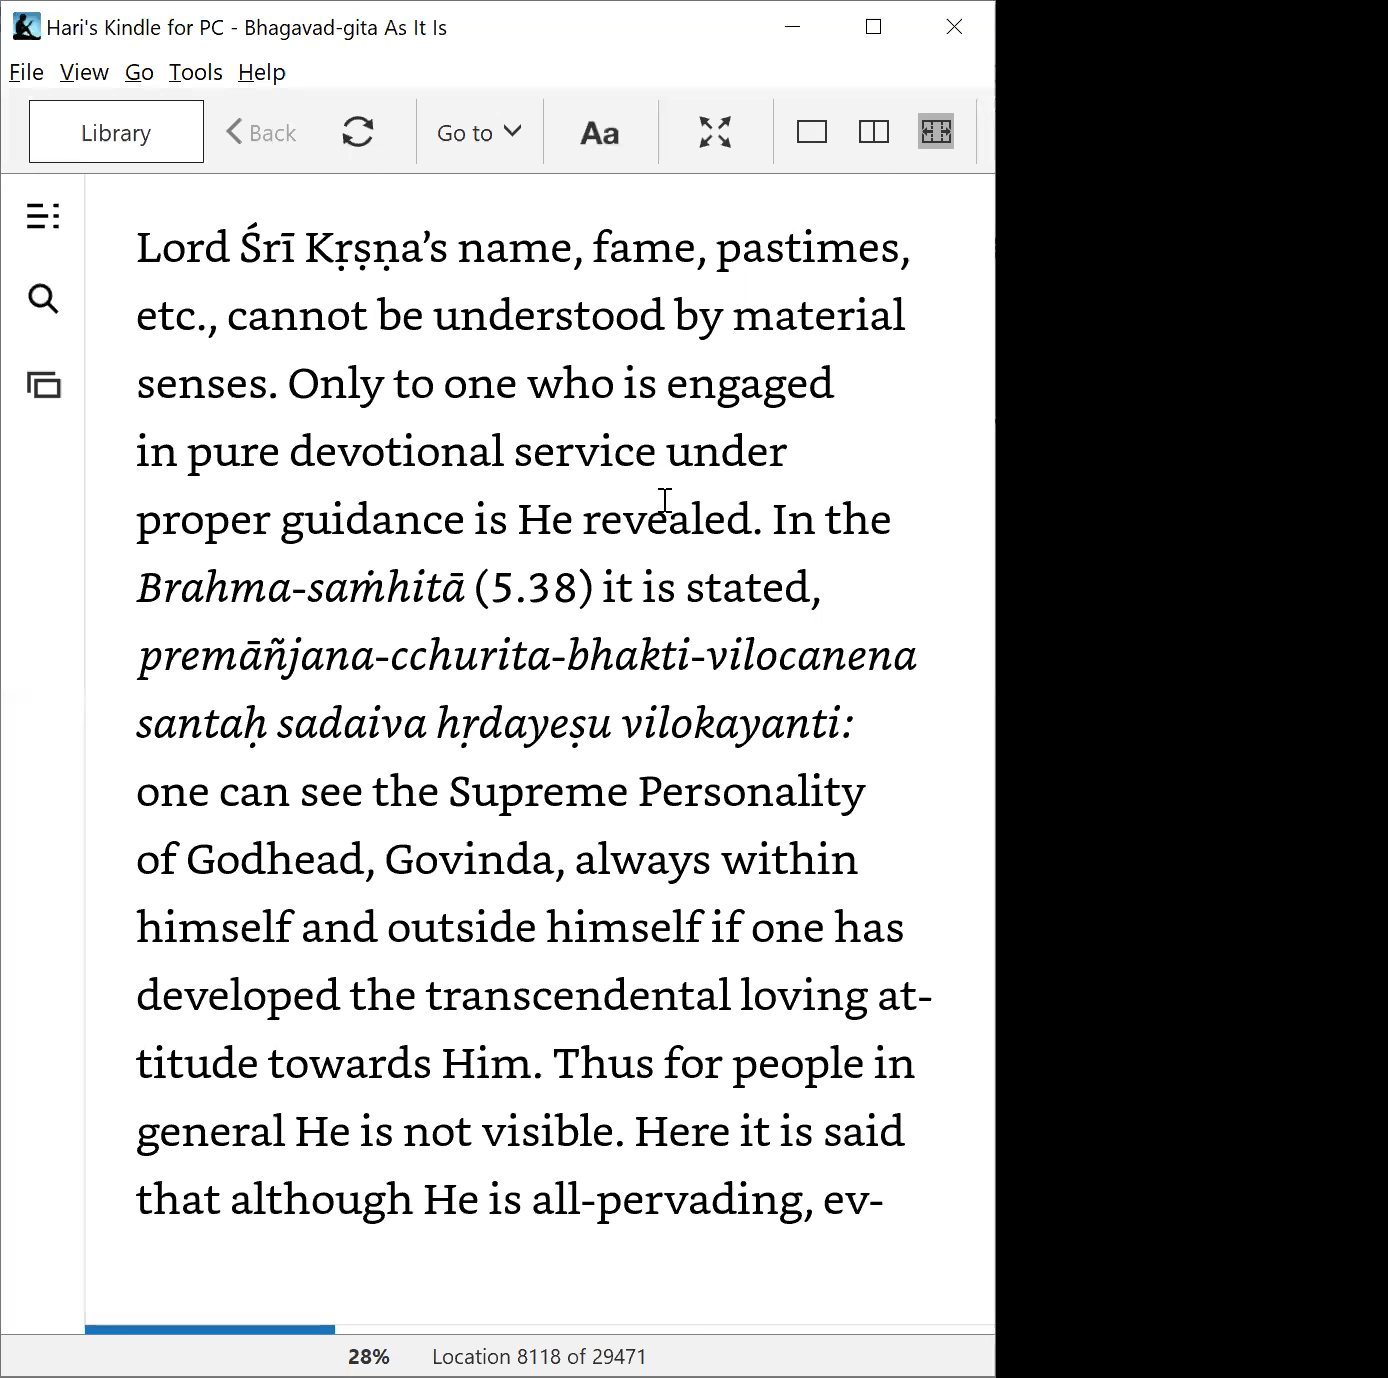 Hari's Kindle for PC - Bhagavad-gita As It Is
File View Go Tools Help
Library Back Go to Aa
Lord Śrī Kṛṣṇa’s name, fame, pastimes,
etc., cannot be understood by material
senses. Only to one who is engaged
in pure devotional service under
proper guidance is He revealed. In the
Brahma-saṁhitā (5.38) it is stated,
premāñjana-cchurita-bhakti-vilocanena
santaḥ sadaiva hṛdayeṣu vilokayanti:
one can see the Supreme Personality
of Godhead, Govinda, always within
himself and outside himself if one has
developed the transcendental loving at-
titude towards Him. Thus for people in
general He is not visible. Here it is said
that although He is all-pervading, ev-
28% Location 8118 of 29471